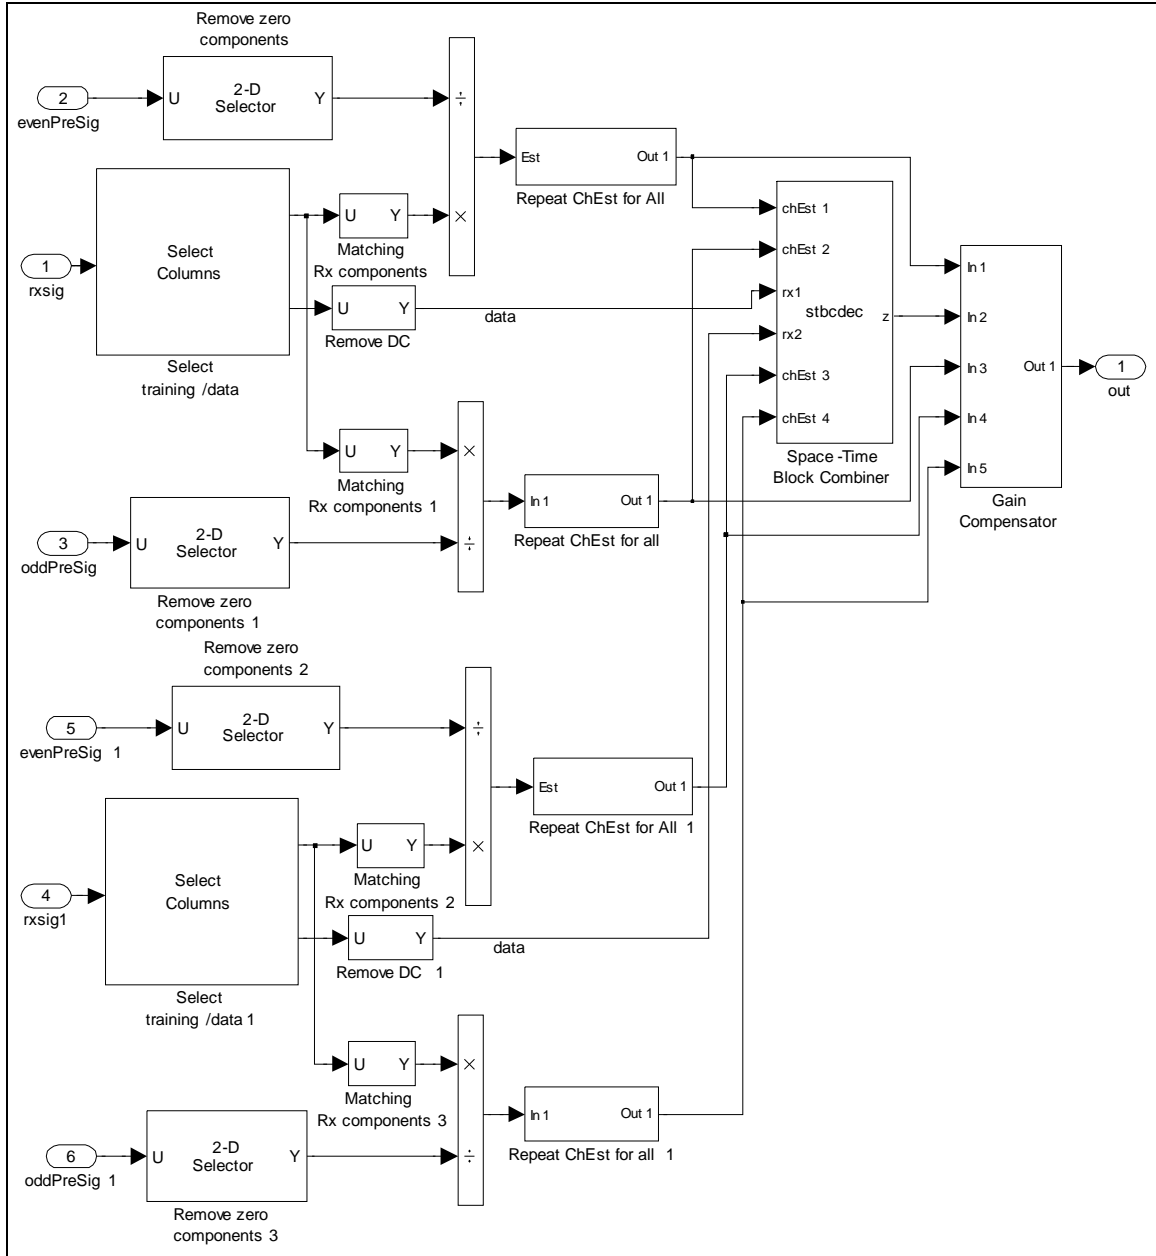 Remove zero
components
2
evenPreSig
U
2-D
Selector
Y
÷
×
Est
Out 1
Repeat ChEst for All
1
rxsig
Select
Columns
Select
training /data
U
Y
Matching
Rx components
U
Y
Remove DC
data
chEst 1
chEst 2
rx1
rx2
chEst 3
chEst 4
stbcdec
z
Space -Time
Block Combiner
In 1
In 2
In 3
In 4
In 5
Out 1
Gain
Compensator
1
out
U
Y
Matching
Rx components 1
×
÷
In 1
Out 1
Repeat ChEst for all
3
oddPreSig
U
2-D
Selector
Y
Remove zero
components 1
Remove zero
components 2
5
evenPreSig 1
U
2-D
Selector
Y
÷
×
Est
Out 1
Repeat ChEst for All 1
4
rxsig1
Select
Columns
Select
training /data 1
U
Y
Matching
Rx components 2
U
Y
Remove DC 1
data
U
Y
Matching
Rx components 3
×
÷
In 1
Out 1
Repeat ChEst for all 1
6
oddPreSig 1
U
2-D
Selector
Y
Remove zero
components 3